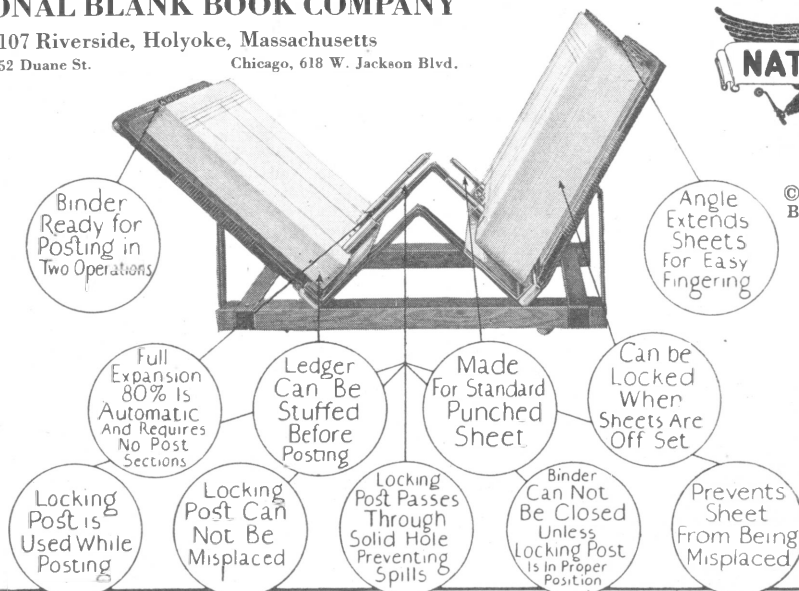 ONAL BLANK BOOK COMPANY
107 Riverside, Holyoke, Massachusetts
52 Duane St. Chicago, 618 W. Jackson Blvd.
NAT
©
B
Binder
Ready for
Posting in
Two Operations
Angle
Extends
Sheets
For Easy
Fingering
Full
Expansion
80% Is
Automatic
And Requires
No Post
Sections
Ledger
Can Be
Stuffed
Before
Posting
Made
For Standard
Punched
Sheet
Can be
Locked
When
Sheets Are
Off Set
Locking
Post is
Used While
Posting
Locking
Post Can
Not Be
Misplaced
Locking
Post Passes
Through
Solid Hole
Preventing
Spills
Binder
Can Not
Be Closed
Unless
Locking Post
Is In Proper
Position
Prevents
Sheet
From Being
Misplaced